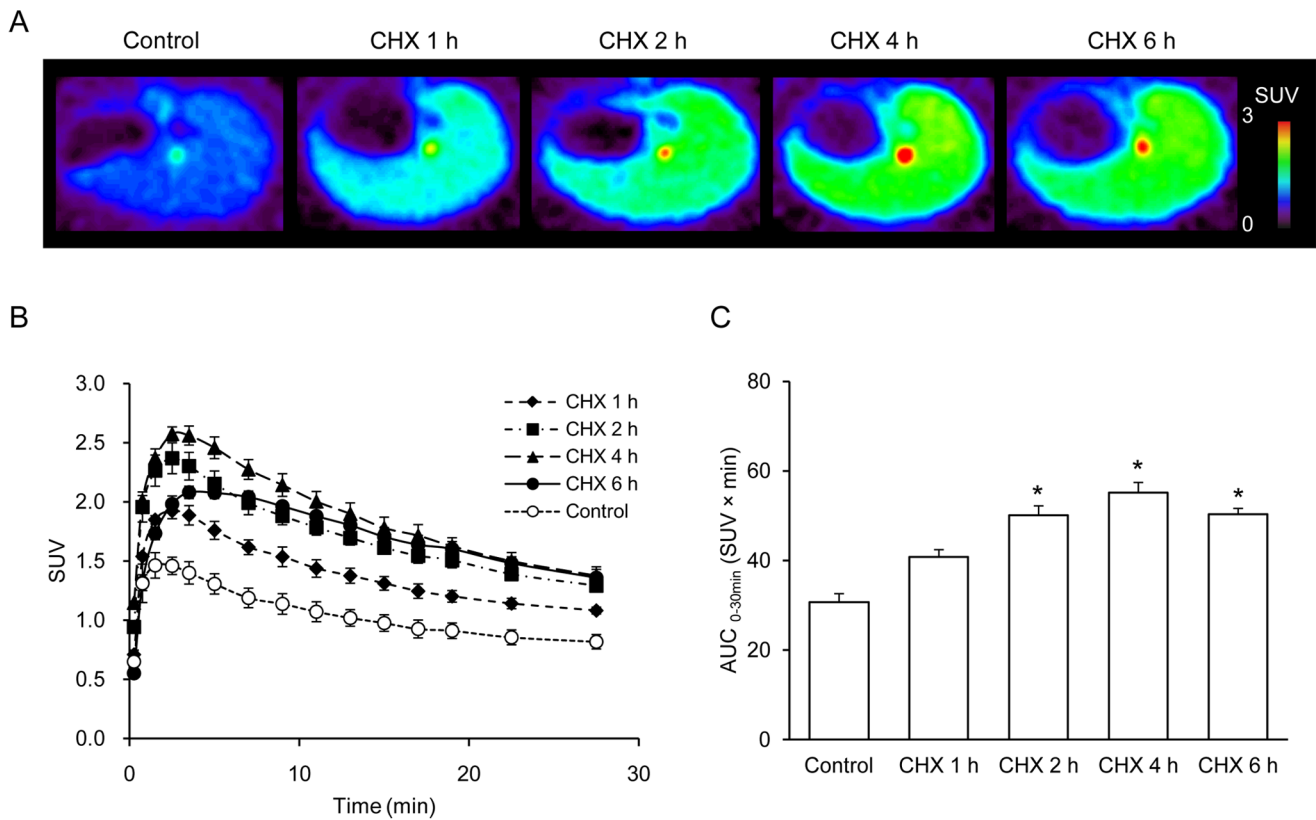 A
Control CHX 1 h CHX 2 h CHX 4 h CHX 6 h
SUV
3
0
B
3.0
2.5
2.0
1.5
1.0
0.5
0.0
SUV
0 10 20 30
Time (min)
CHX 1 h
CHX 2 h
CHX 4 h
CHX 6 h
Control
C
80
60
40
20
0
AUC 0-30min (SUV × min)
* * *
Control CHX 1 h CHX 2 h CHX 4 h CHX 6 h